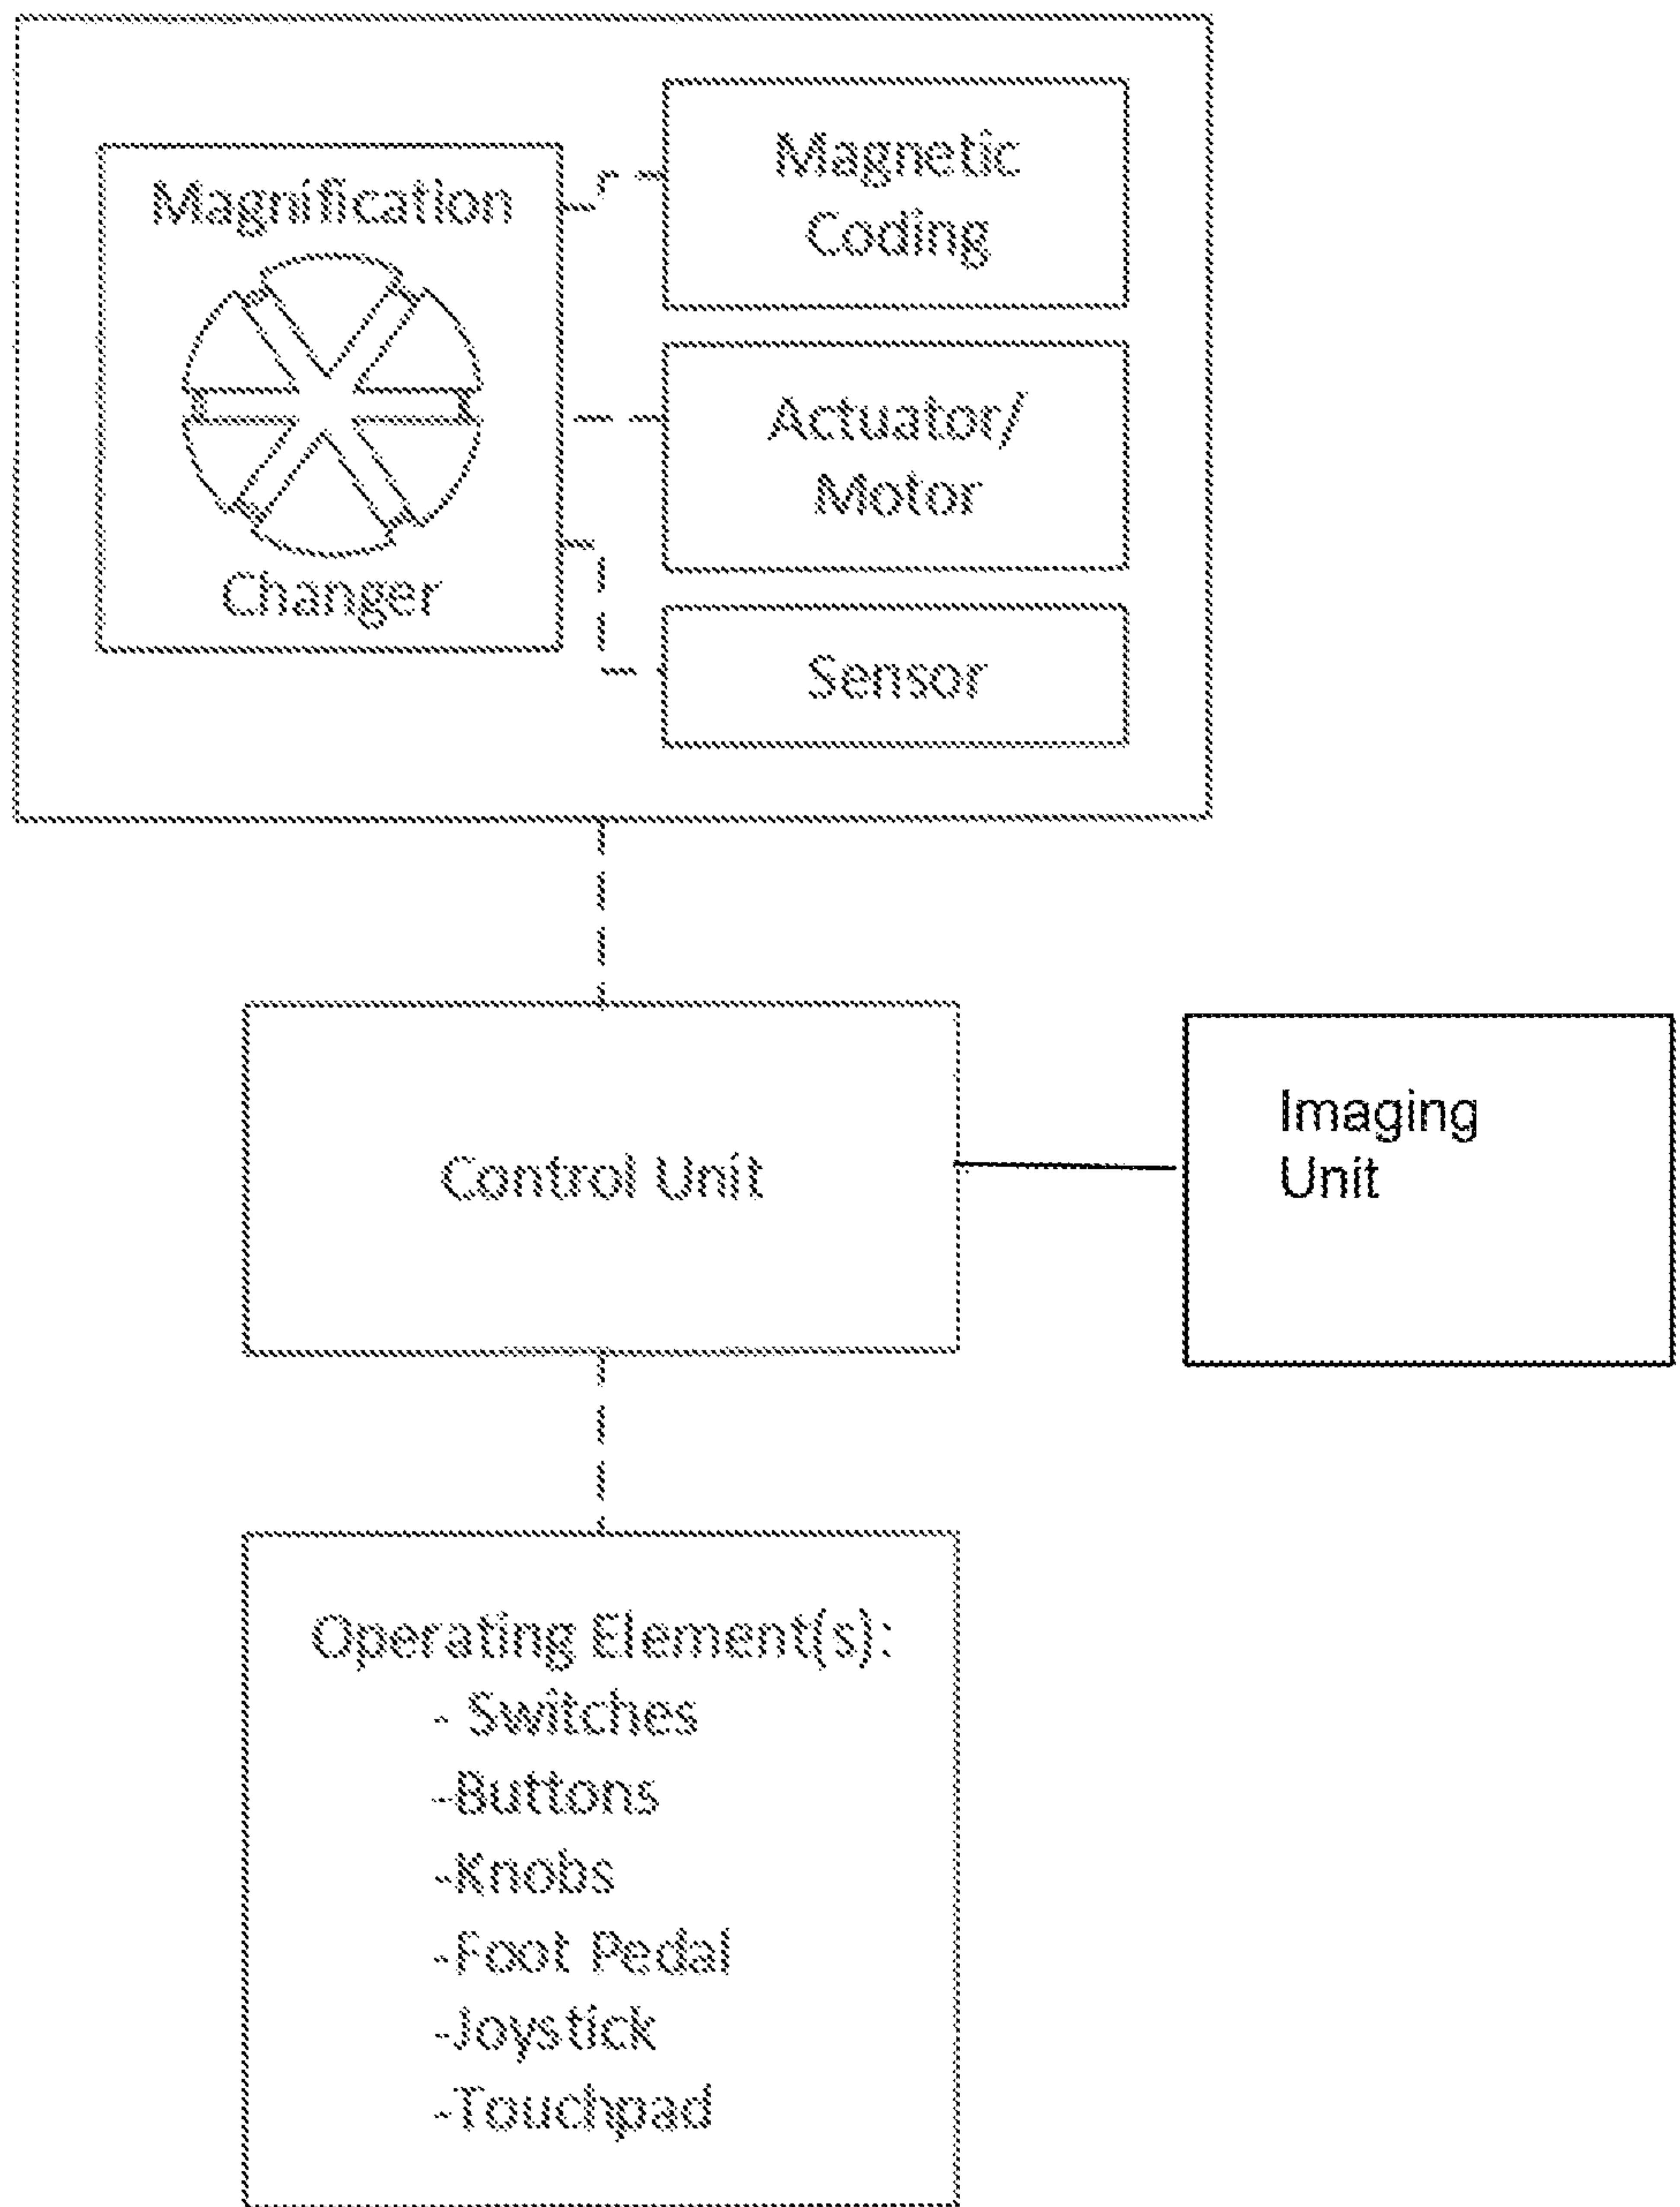 Magnification
Changer
Magnetic
Coding
Actuator/
Motor
Sensor
Control Unit
Imaging
Unit
Operating Element(s):
- Switches
-Buttons
-Knobs
-Foot Pedal
-Joystick
-Touchpad